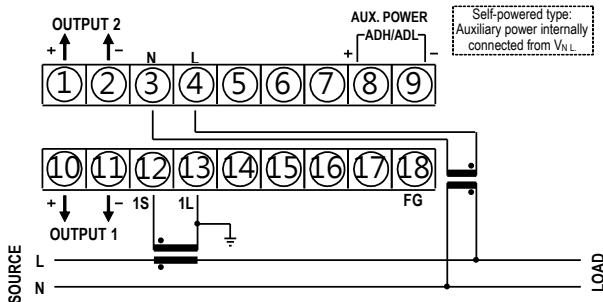 OUTPUT 2
+ −
N L
AUX. POWER
ADH/ADL
+ −
Self-powered type:
Auxiliary power internally
connected from VN L.
1 2 3 4 5 6 7 8 9
10 11 12 13 14 15 16 17 18
+ − 1S 1L FG
OUTPUT 1
SOURCE
L
N
LOAD